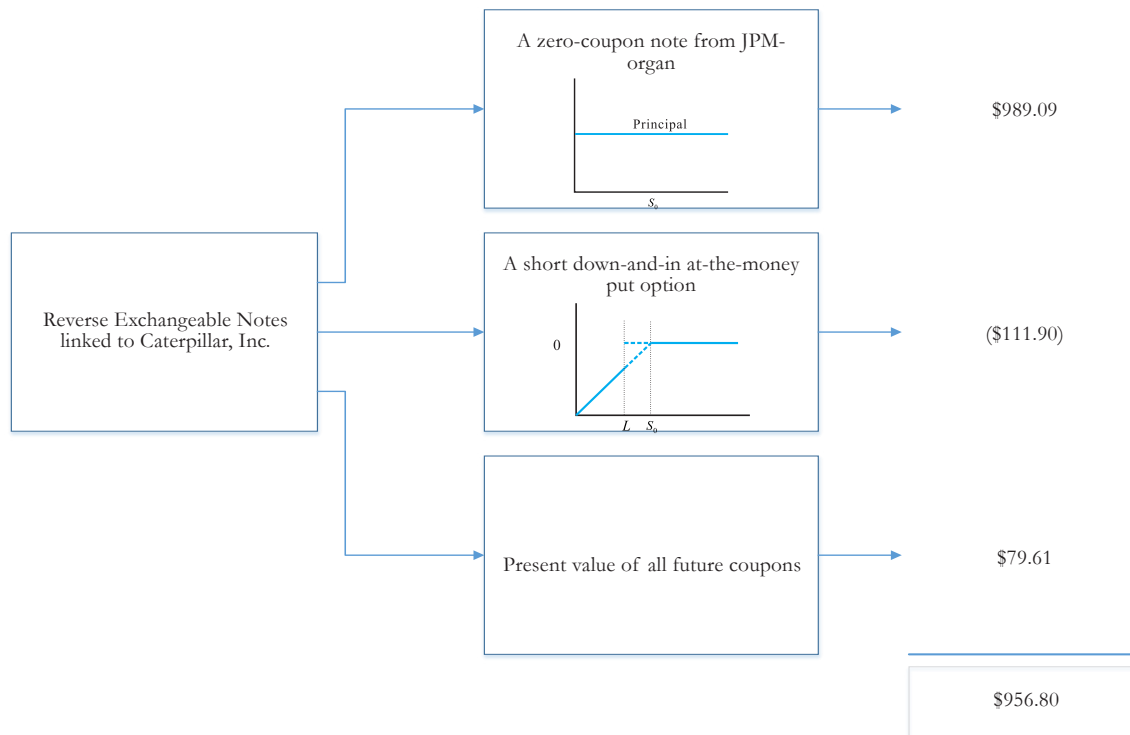 A zero-coupon note from JPM-
organ
Principal
S₀
$989.09
Reverse Exchangeable Notes
linked to Caterpillar, Inc.
A short down-and-in at-the-money
put option
0
L S₀
($111.90)
Present value of all future coupons
$79.61
$956.80